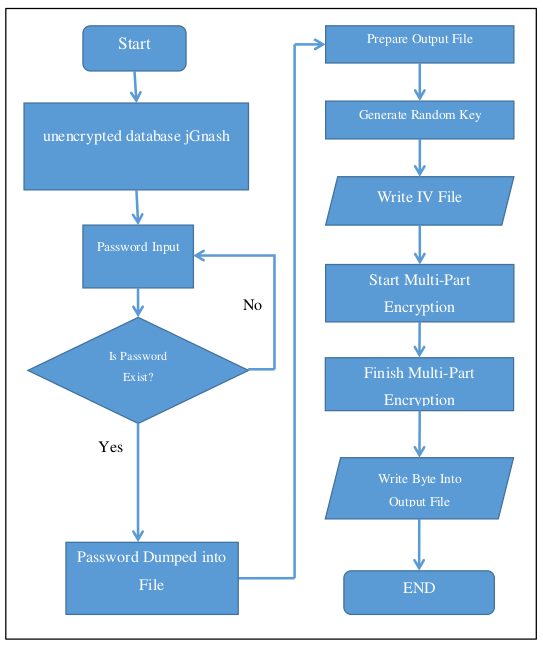 Start
unencrypted database jGnash
Password Input
No
Is Password
Exist?
Yes
Password Dumped into
File
Prepare Output File
Generate Random Key
Write IV File
Start Multi-Part
Encryption
Finish Multi-Part
Encryption
Write Byte Into
Output File
END